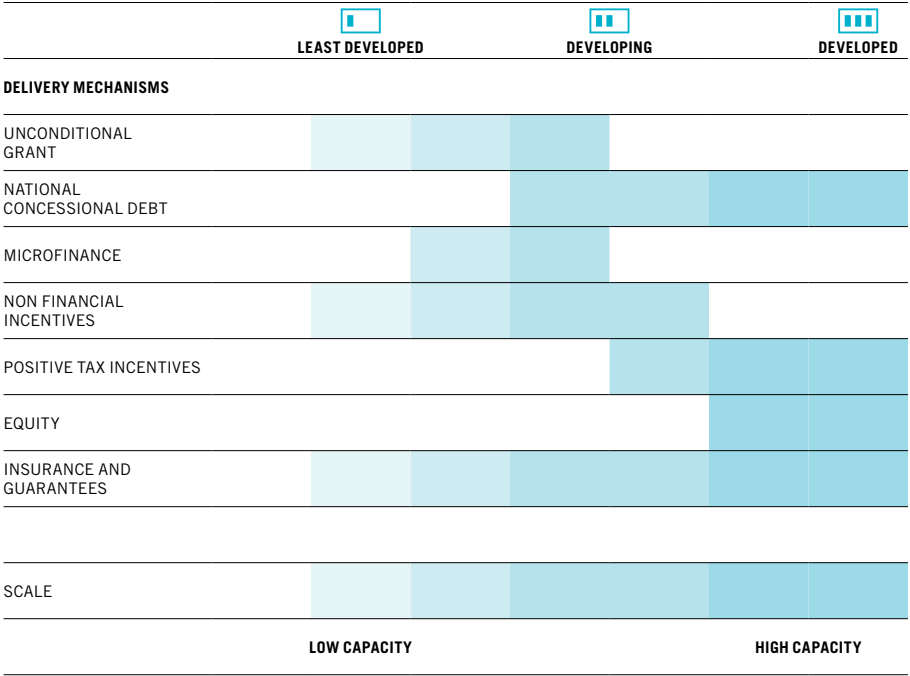 LEAST DEVELOPED
DEVELOPING
DEVELOPED
DELIVERY MECHANISMS
UNCONDITIONAL
GRANT
NATIONAL
CONCESSIONAL DEBT
MICROFINANCE
NON FINANCIAL
INCENTIVES
POSITIVE TAX INCENTIVES
EQUITY
INSURANCE AND
GUARANTEES
SCALE
LOW CAPACITY
HIGH CAPACITY